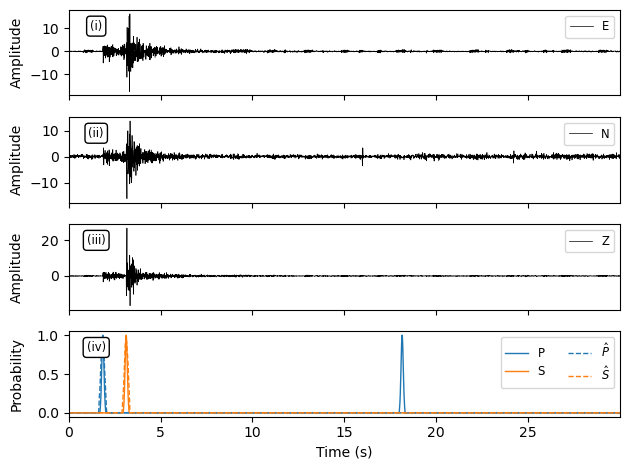 (i)
E
10
0
−10
Amplitude
(ii)
N
10
0
−10
Amplitude
(iii)
Z
20
0
Amplitude
(iv)
P
S
P̂
Ŝ
1.0
0.5
0.0
Probability
0 5 10 15 20 25
Time (s)